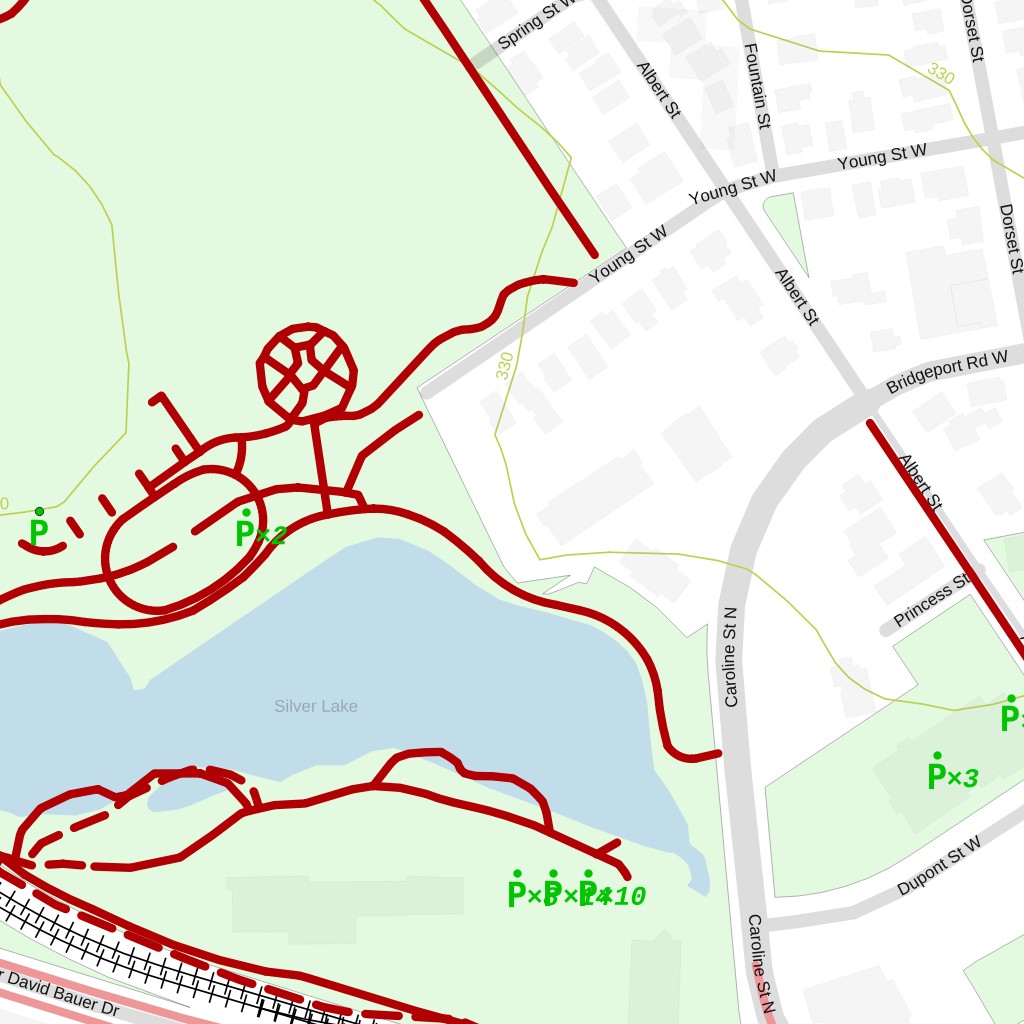 Spring St W
Albert St
Fountain St
Dorset St
330
Young St W
Young St W
Dorset St
Young St W
Albert St
330
Bridgeport Rd W
Albert St
P
P×2
Princess St
Caroline St N
Silver Lake
P
P×3
Dupont St W
P×
P×
P×10
Caroline St N
r David Bauer Dr